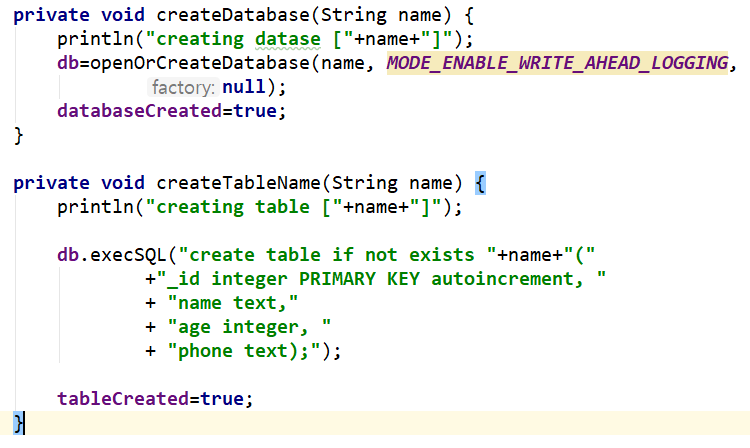 private void createDatabase(String name) {
    println("creating datase ["+name+"]");
    db=openOrCreateDatabase(name, MODE_ENABLE_WRITE_AHEAD_LOGGING,
            factory: null);
    databaseCreated=true;
}

private void createTableName(String name) {
    println("creating table ["+name+"]");

    db.execSQL("create table if not exists "+name+"("
            +"_id integer PRIMARY KEY autoincrement, "
            + "name text,"
            + "age integer, "
            + "phone text);");

    tableCreated=true;
}